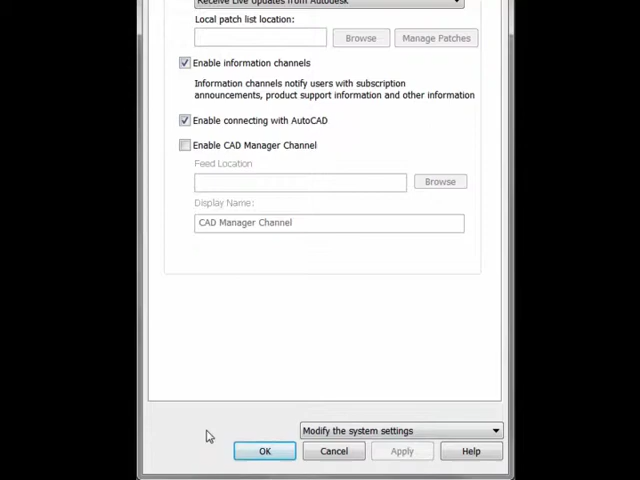 Receive Live Updates from Autodesk
Local patch list location:
Browse
Manage Patches
Enable information channels
Information channels notify users with subscription
announcements, product support information and other information
Enable connecting with AutoCAD
Enable CAD Manager Channel
Feed Location
Browse
Display Name:
CAD Manager Channel
Modify the system settings
OK
Cancel
Apply
Help